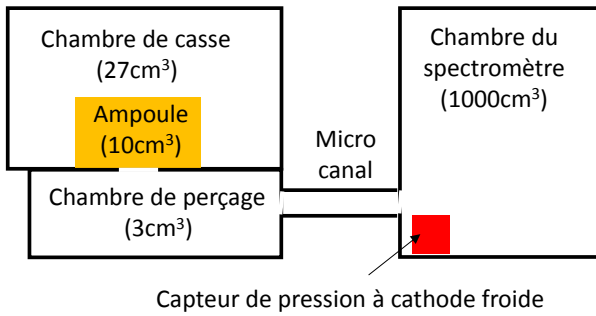 Chambre de casse
(27cm³)
Ampoule
(10cm³)
Chambre de perçage
(3cm³)
Micro
canal
Chambre du
spectromètre
(1000cm³)
Capteur de pression à cathode froide